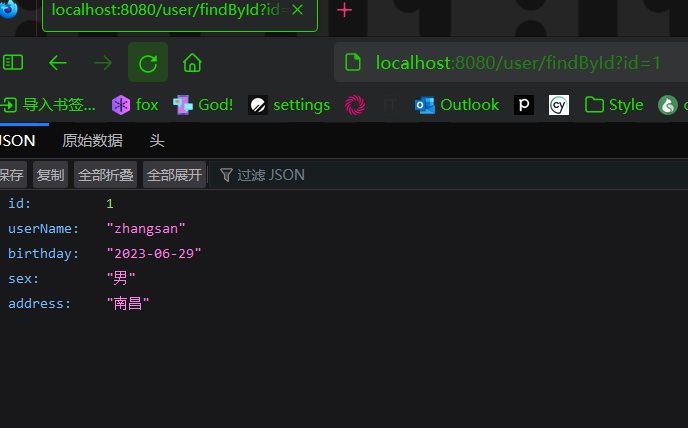 localhost:8080/user/findById?id=
localhost:8080/user/findById?id=1
导入书签... fox God! settings IT Outlook p cy Style
JSON 原始数据 头
保存 复制 全部折叠 全部展开 过滤 JSON
id: 1
userName: "zhangsan"
birthday: "2023-06-29"
sex: "男"
address: "南昌"